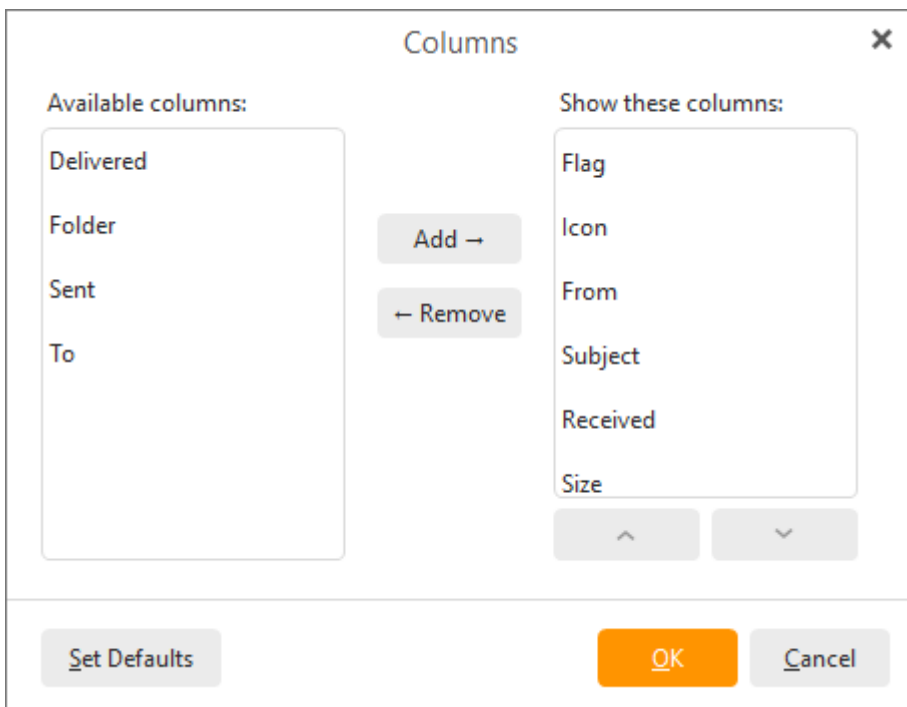 Columns
Available columns:
Delivered
Folder
Sent
To
Add →
← Remove
Show these columns:
Flag
Icon
From
Subject
Received
Size
Set Defaults
OK
Cancel